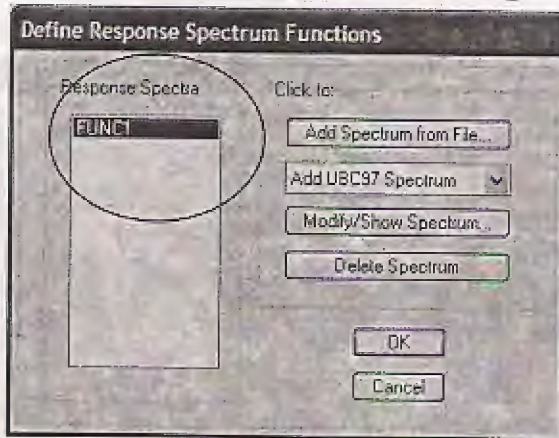 Define Response Spectrum Functions
Response Spectra
Click to:
FUNC1
Add Spectrum from File...
Add UBC97 Spectrum
Modify/Show Spectrum...
Delete Spectrum
OK
Cancel